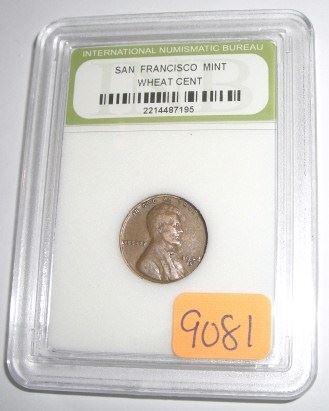 INTERNATIONAL NUMISMATIC BUREAU
SAN FRANCISCO MINT
WHEAT CENT
2214487195
LIBERTY
9081